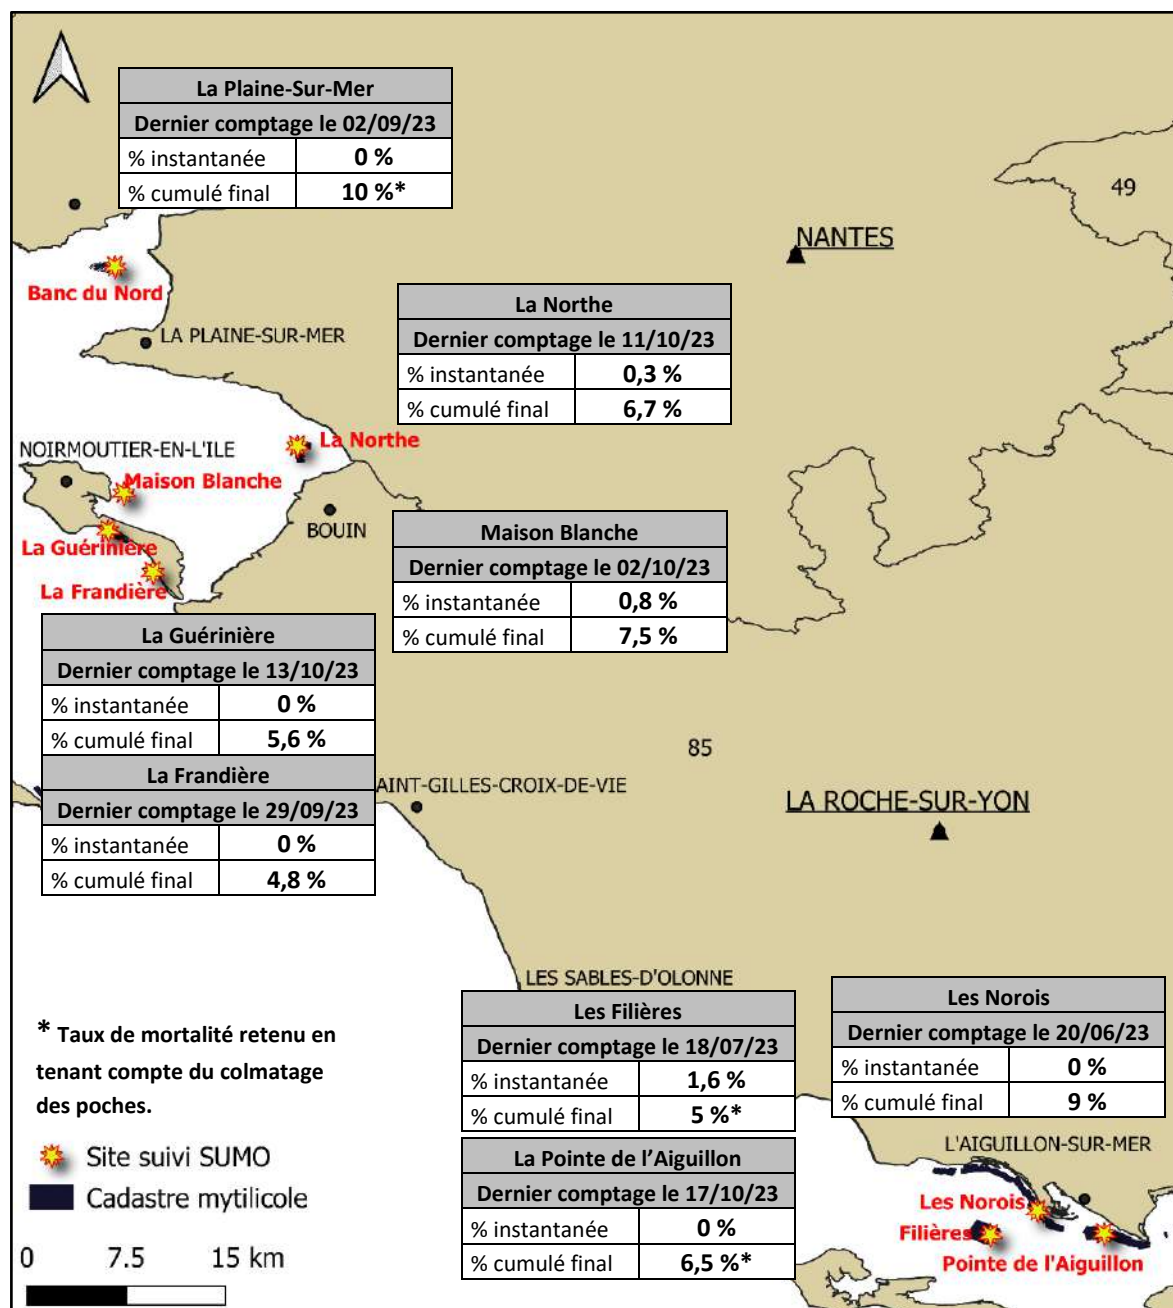 La Plaine-Sur-Mer
Dernier comptage le 02/09/23
% instantanée 0 %
% cumulé final 10 %*
49
NANTES
Banc du Nord
LA PLAINE-SUR-MER
La Northe
Dernier comptage le 11/10/23
% instantanée 0,3 %
% cumulé final 6,7 %
La Northe
NOIRMOUTIER-EN-L'ILE
Maison Blanche
BOUIN
La Guérinière
La Frandière
Maison Blanche
Dernier comptage le 02/10/23
% instantanée 0,8 %
% cumulé final 7,5 %
La Guérinière
Dernier comptage le 13/10/23
% instantanée 0 %
% cumulé final 5,6 %
La Frandière
Dernier comptage le 29/09/23
% instantanée 0 %
% cumulé final 4,8 %
85
AINT-GILLES-CROIX-DE-VIE
LA ROCHE-SUR-YON
LES SABLES-D'OLONNE
Les Filières
Dernier comptage le 18/07/23
% instantanée 1,6 %
% cumulé final 5 %*
Les Norois
Dernier comptage le 20/06/23
% instantanée 0 %
% cumulé final 9 %
La Pointe de l’Aiguillon
Dernier comptage le 17/10/23
% instantanée 0 %
% cumulé final 6,5 %*
L'AIGUILLON-SUR-MER
Les Norois
Filières
Pointe de l'Aiguillon
* Taux de mortalité retenu en
tenant compte du colmatage
des poches.
Site suivi SUMO
Cadastre mytilicole
0 7.5 15 km